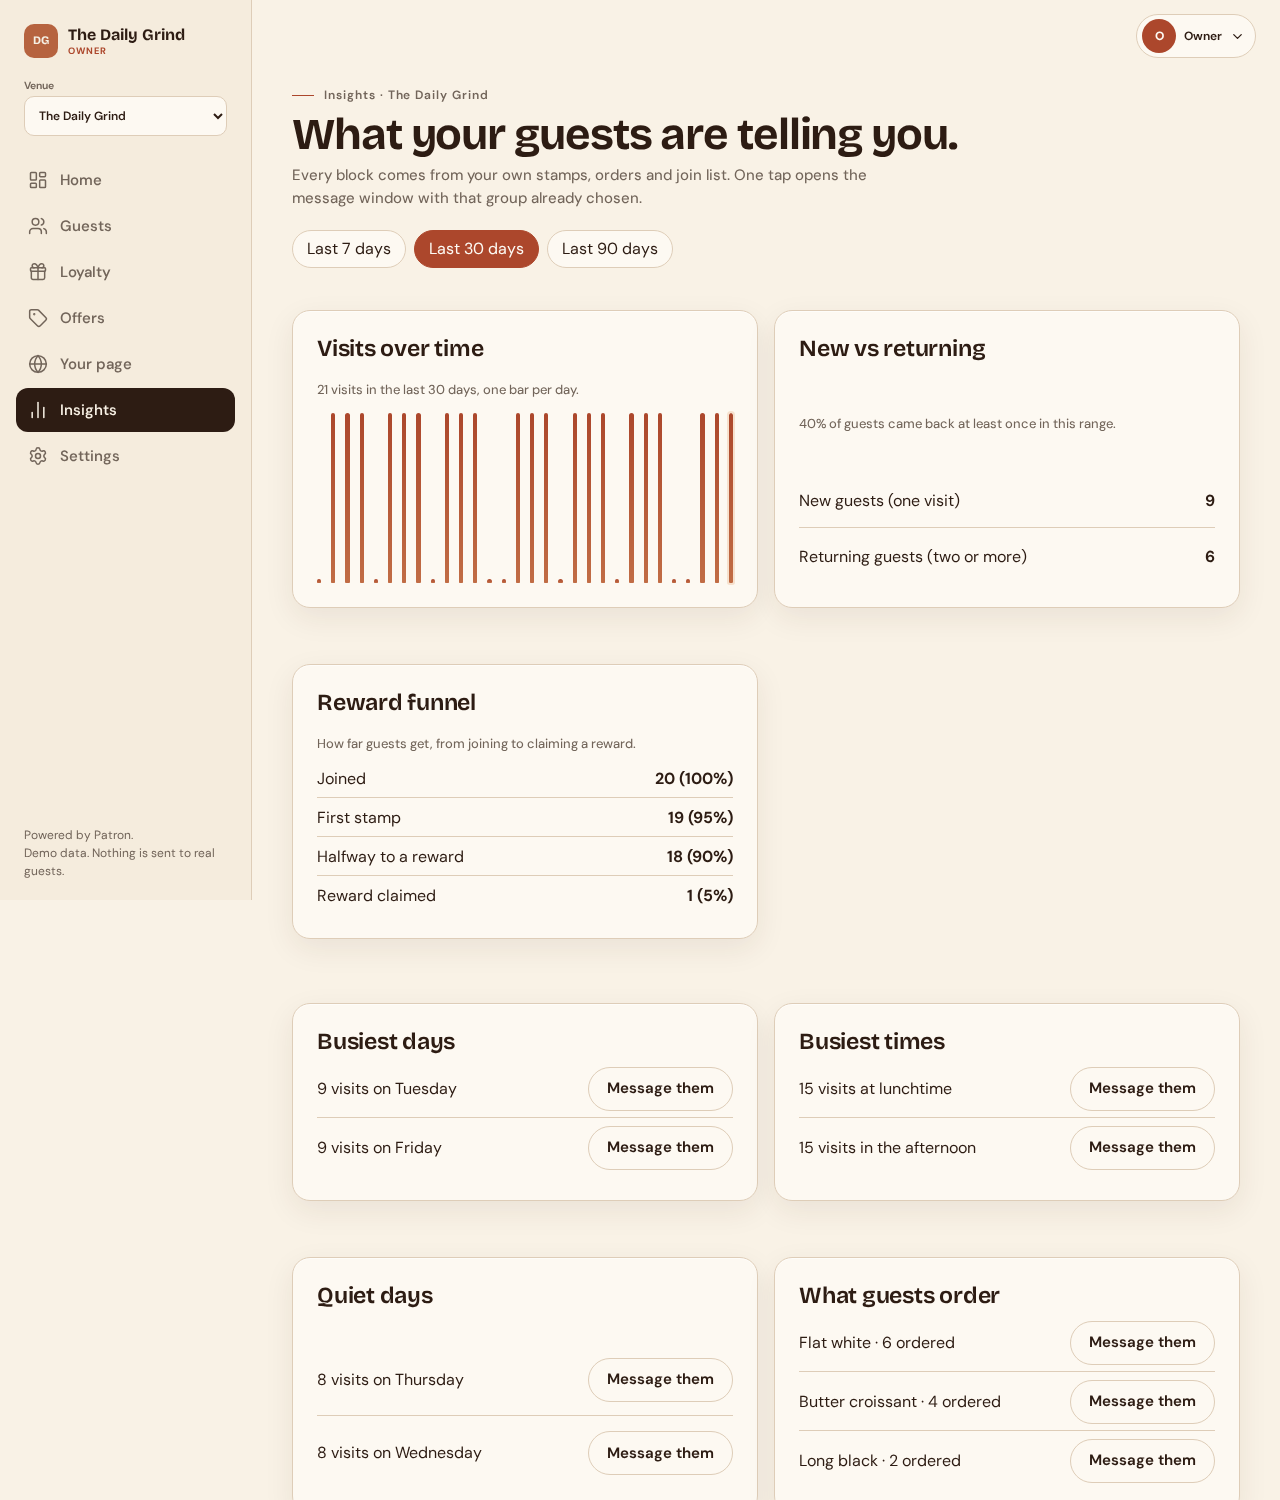 DG
The Daily Grind
OWNER
Venue
The Daily Grind
Home
Guests
Loyalty
Offers
Your page
Insights
Settings
Powered by Patron.
Demo data. Nothing is sent to real
guests.
O
Owner
Insights · The Daily Grind
What your guests are telling you.
Every block comes from your own stamps, orders and join list. One tap opens the
message window with that group already chosen.
Last 7 days
Last 30 days
Last 90 days
Visits over time
21 visits in the last 30 days, one bar per day.
New vs returning
40% of guests came back at least once in this range.
New guests (one visit) 9
Returning guests (two or more) 6
Reward funnel
How far guests get, from joining to claiming a reward.
Joined 20 (100%)
First stamp 19 (95%)
Halfway to a reward 18 (90%)
Reward claimed 1 (5%)
Busiest days
9 visits on Tuesday Message them
9 visits on Friday Message them
Busiest times
15 visits at lunchtime Message them
15 visits in the afternoon Message them
Quiet days
8 visits on Thursday Message them
8 visits on Wednesday Message them
What guests order
Flat white · 6 ordered Message them
Butter croissant · 4 ordered Message them
Long black · 2 ordered Message them